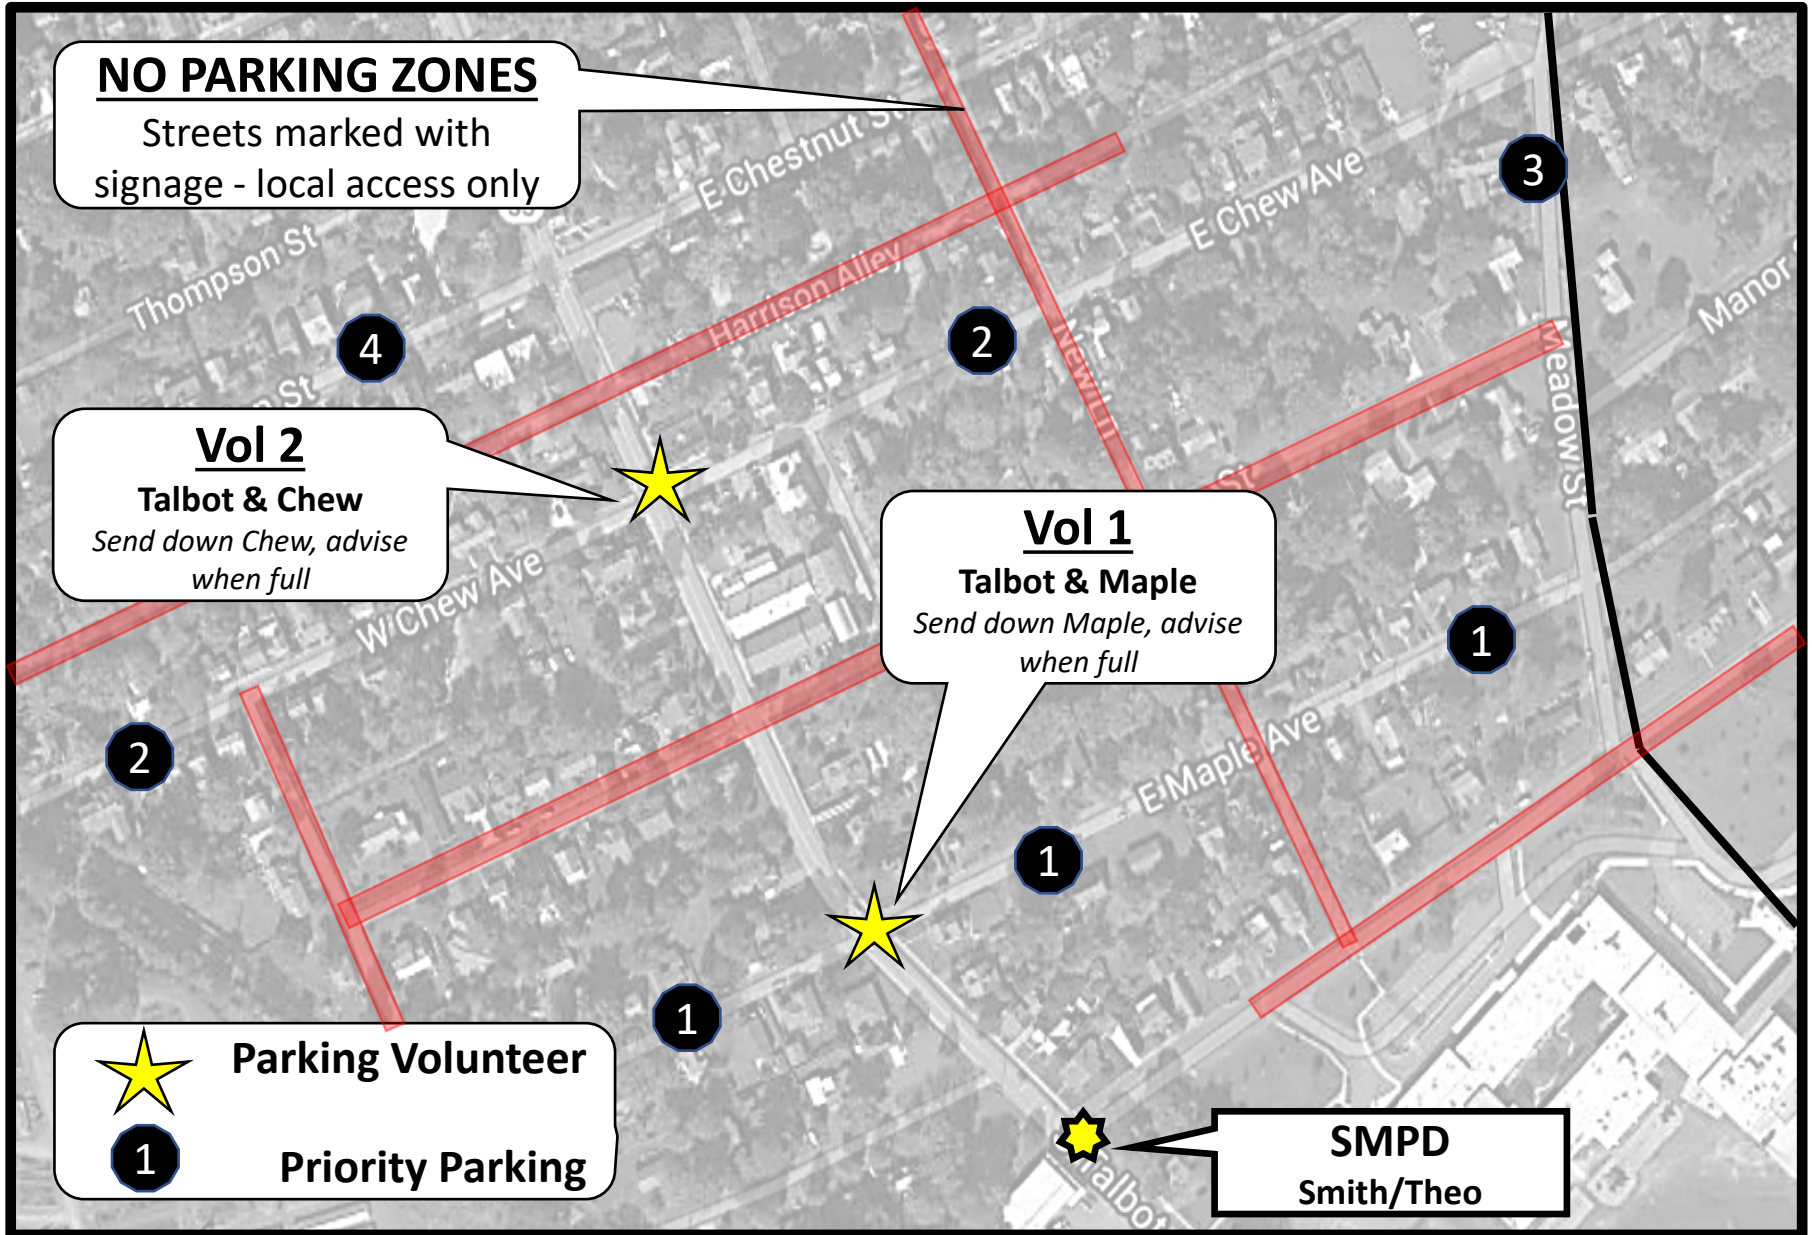 NO PARKING ZONES
Streets marked with
signage - local access only
E Chestnut St
Thompson St
E Chew Ave
Harrison Alley
Manor
3
2
4
St
Meadow St
St
Vol 2
Talbot & Chew
Send down Chew, advise
when full
Vol 1
Talbot & Maple
Send down Maple, advise
when full
W Chew Ave
1
2
E Maple Ave
1
1
Parking Volunteer
1
Priority Parking
SMPD
Smith/Theo
Talbot